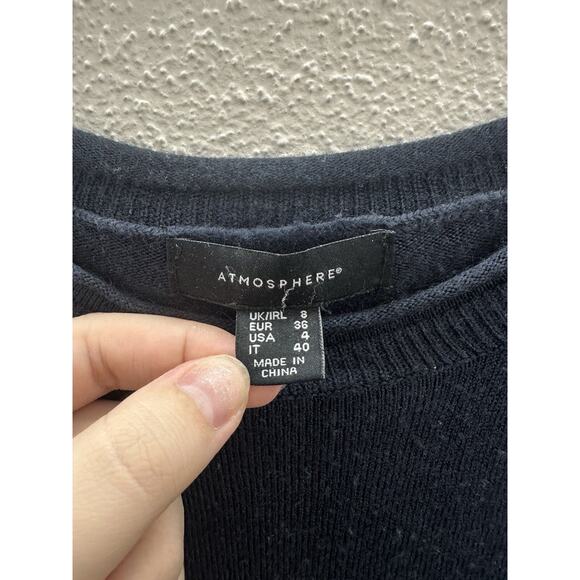 ATMOSPHERE®
UK/IRL 8
EUR 36
USA 4
IT 40
MADE IN
CHINA